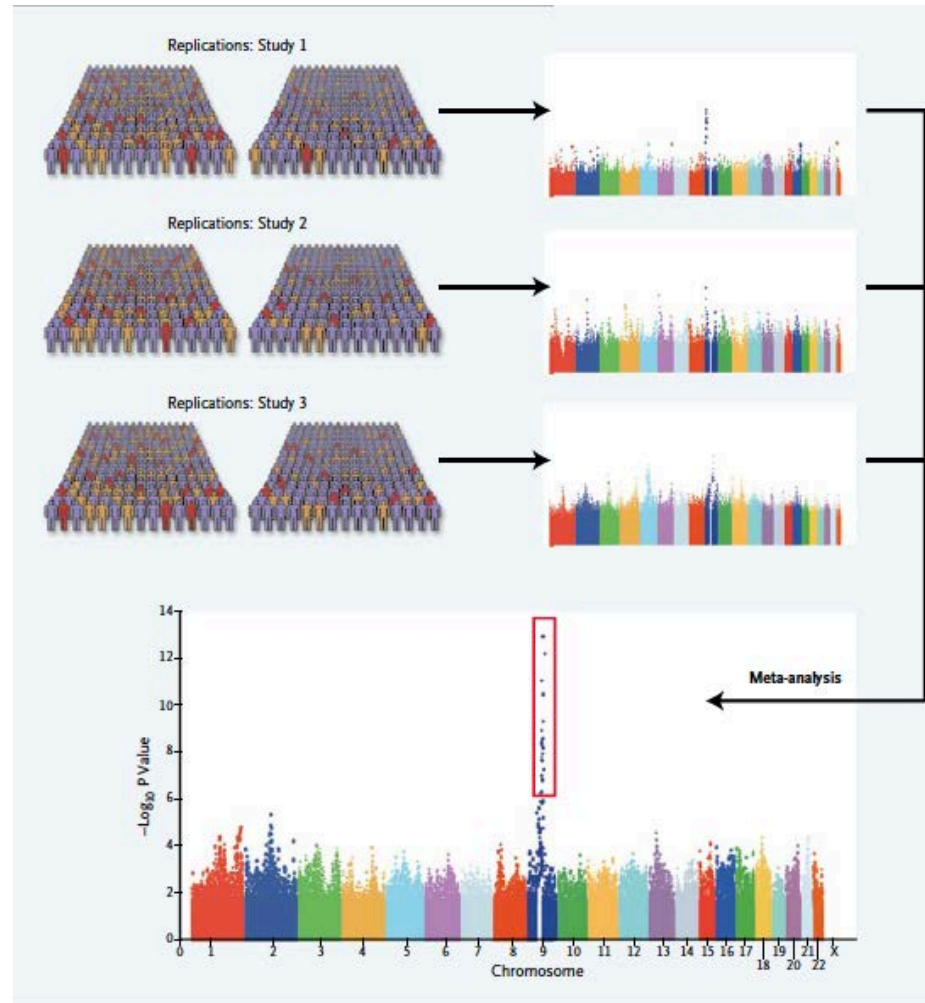 Replications: Study 1
Replications: Study 2
Replications: Study 3
Meta-analysis
–Log10 P Value
14
12
10
8
6
4
2
0
0 1 2 3 4 5 6 7 8 9 10 11 12 13 14 15 16 17 18 19 20 21 22 X
Chromosome